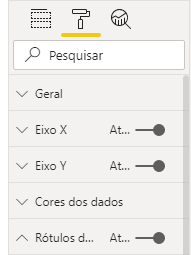 Pesquisar
Geral
Eixo X At...
Eixo Y At...
Cores dos dados
Rótulos d... At...